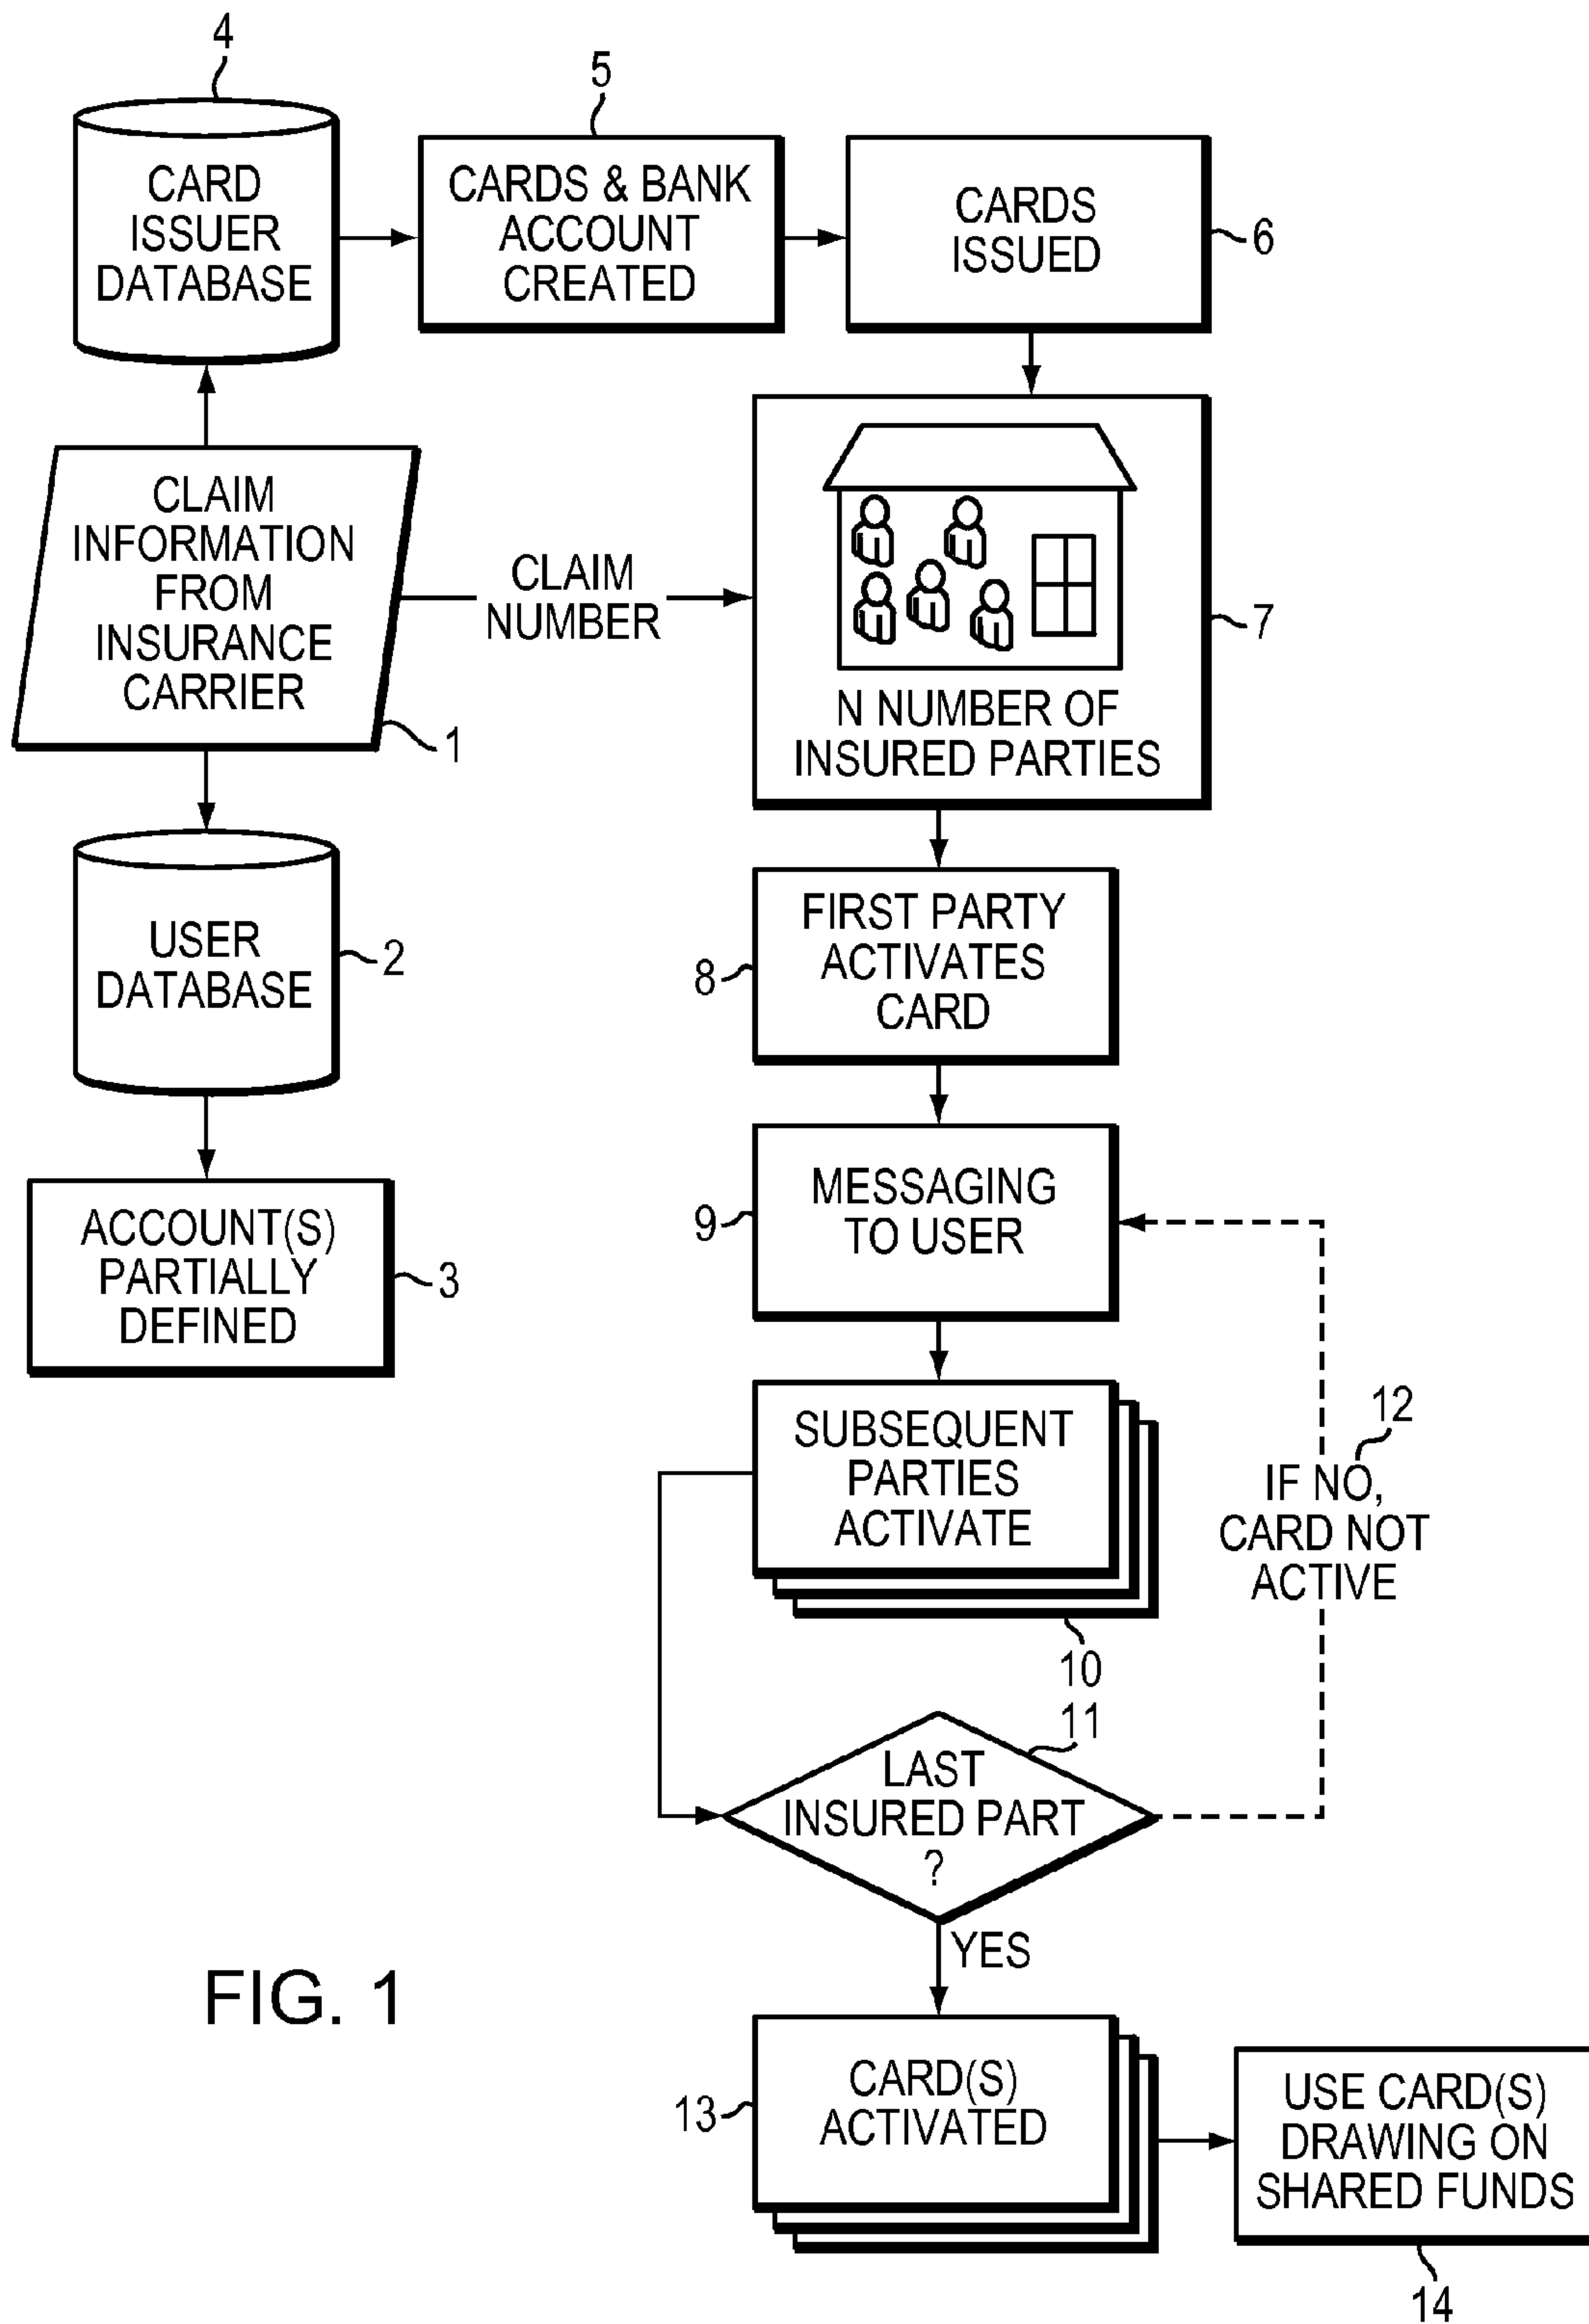 4
CARD
ISSUER
DATABASE
5
CARDS & BANK
ACCOUNT
CREATED
CARDS
ISSUED
6
CLAIM
INFORMATION
FROM
INSURANCE
CARRIER
1
CLAIM
NUMBER
N NUMBER OF
INSURED PARTIES
7
USER
DATABASE
2
ACCOUNT(S)
PARTIALLY
DEFINED
3
FIRST PARTY
ACTIVATES
CARD
8
MESSAGING
TO USER
9
SUBSEQUENT
PARTIES
ACTIVATE
10
12
IF NO,
CARD NOT
ACTIVE
11
LAST
INSURED PART
?
YES
CARD(S)
ACTIVATED
13
USE CARD(S)
DRAWING ON
SHARED FUNDS
14
FIG. 1